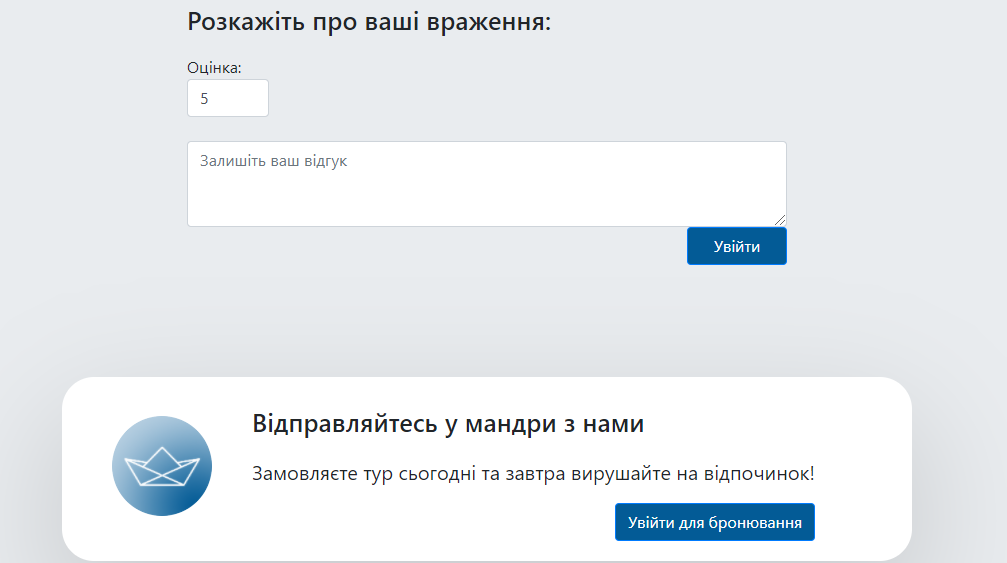 Розкажіть про ваші враження:
Оцінка:
5
Залишіть ваш відгук
Увійти
Відправляйтесь у мандри з нами
Замовляєте тур сьогодні та завтра вирушайте на відпочинок!
Увійти для бронювання